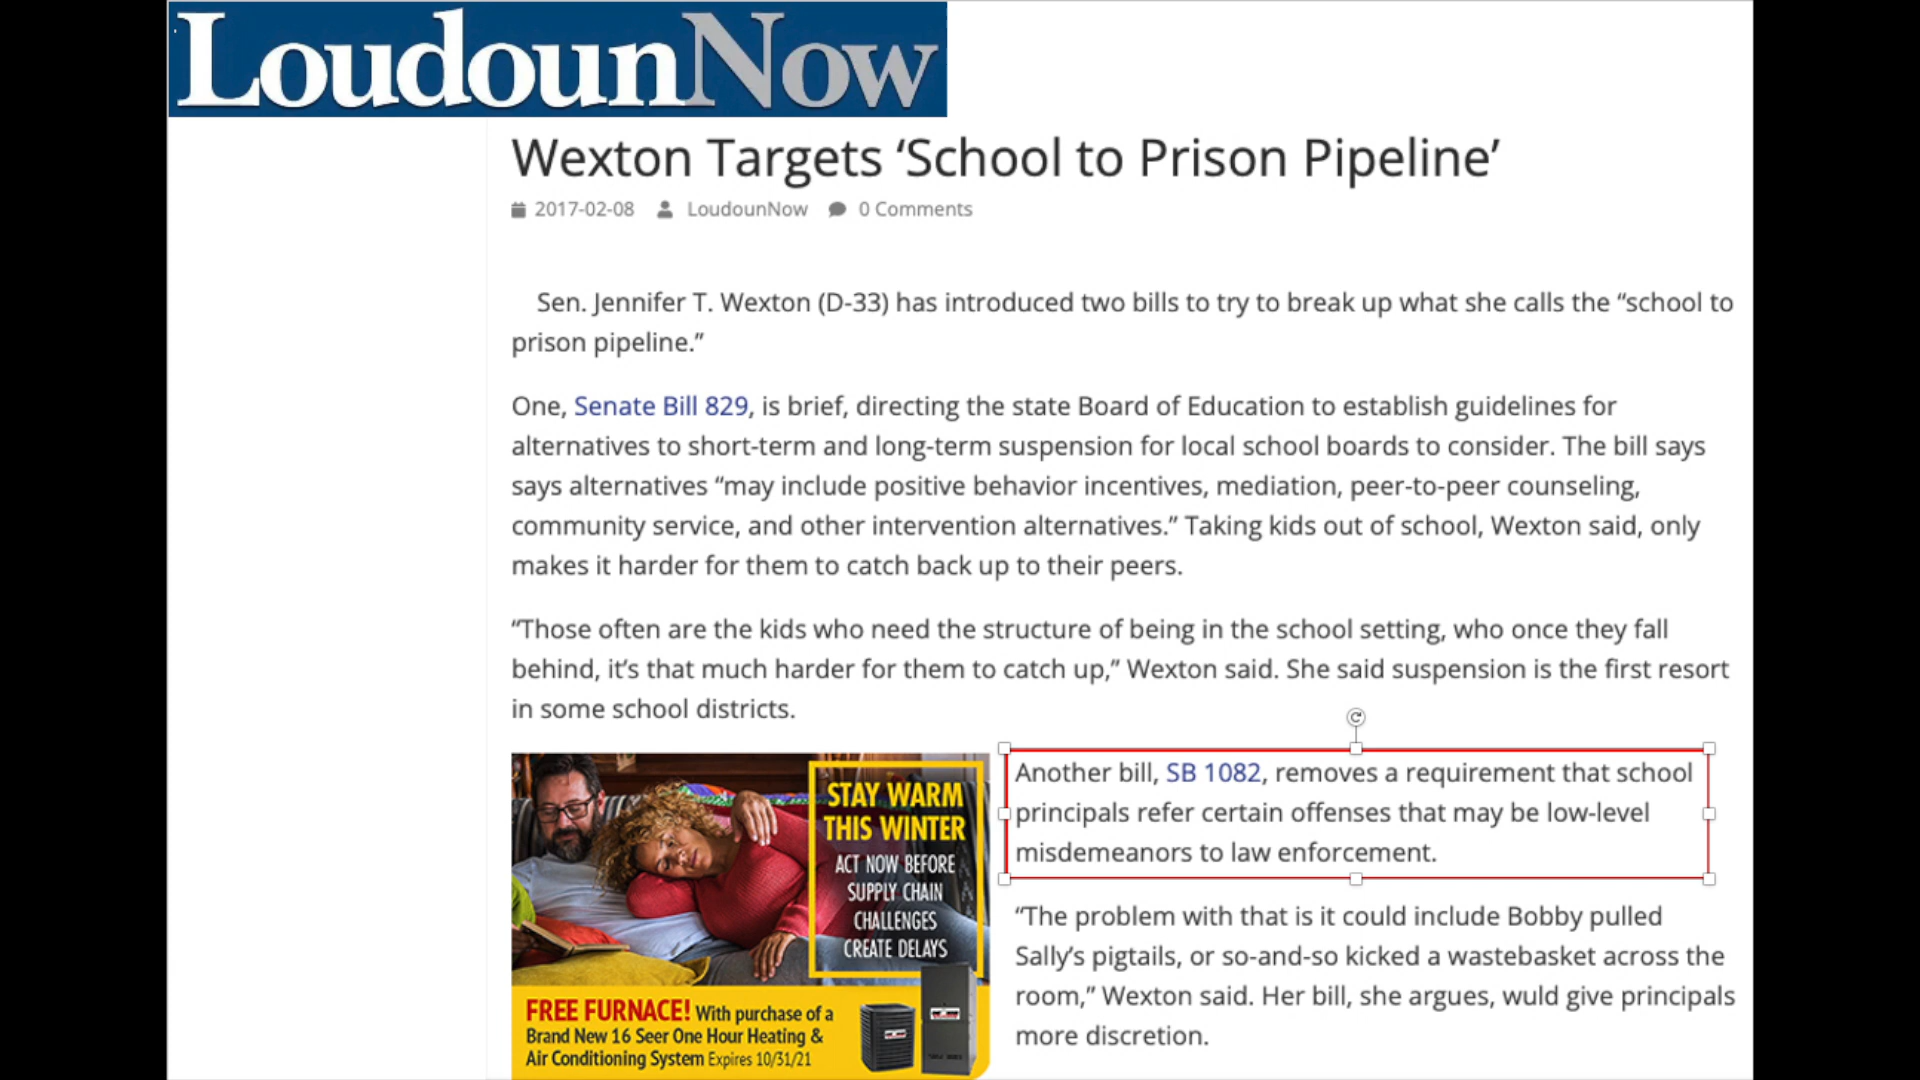 LoudounNow
Wexton Targets ‘School to Prison Pipeline’
2017-02-08 LoudounNow 0 Comments
Sen. Jennifer T. Wexton (D-33) has introduced two bills to try to break up what she calls the “school to
prison pipeline.”
One, Senate Bill 829, is brief, directing the state Board of Education to establish guidelines for
alternatives to short-term and long-term suspension for local school boards to consider. The bill says
says alternatives “may include positive behavior incentives, mediation, peer-to-peer counseling,
community service, and other intervention alternatives.” Taking kids out of school, Wexton said, only
makes it harder for them to catch back up to their peers.
“Those often are the kids who need the structure of being in the school setting, who once they fall
behind, it’s that much harder for them to catch up,” Wexton said. She said suspension is the first resort
in some school districts.
STAY WARM
THIS WINTER
ACT NOW BEFORE
SUPPLY CHAIN
CHALLENGES
CREATE DELAYS
FREE FURNACE! With purchase of a
Brand New 16 Seer One Hour Heating &
Air Conditioning System Expires 10/31/21
Another bill, SB 1082, removes a requirement that school
principals refer certain offenses that may be low-level
misdemeanors to law enforcement.
“The problem with that is it could include Bobby pulled
Sally’s pigtails, or so-and-so kicked a wastebasket across the
room,” Wexton said. Her bill, she argues, wuld give principals
more discretion.